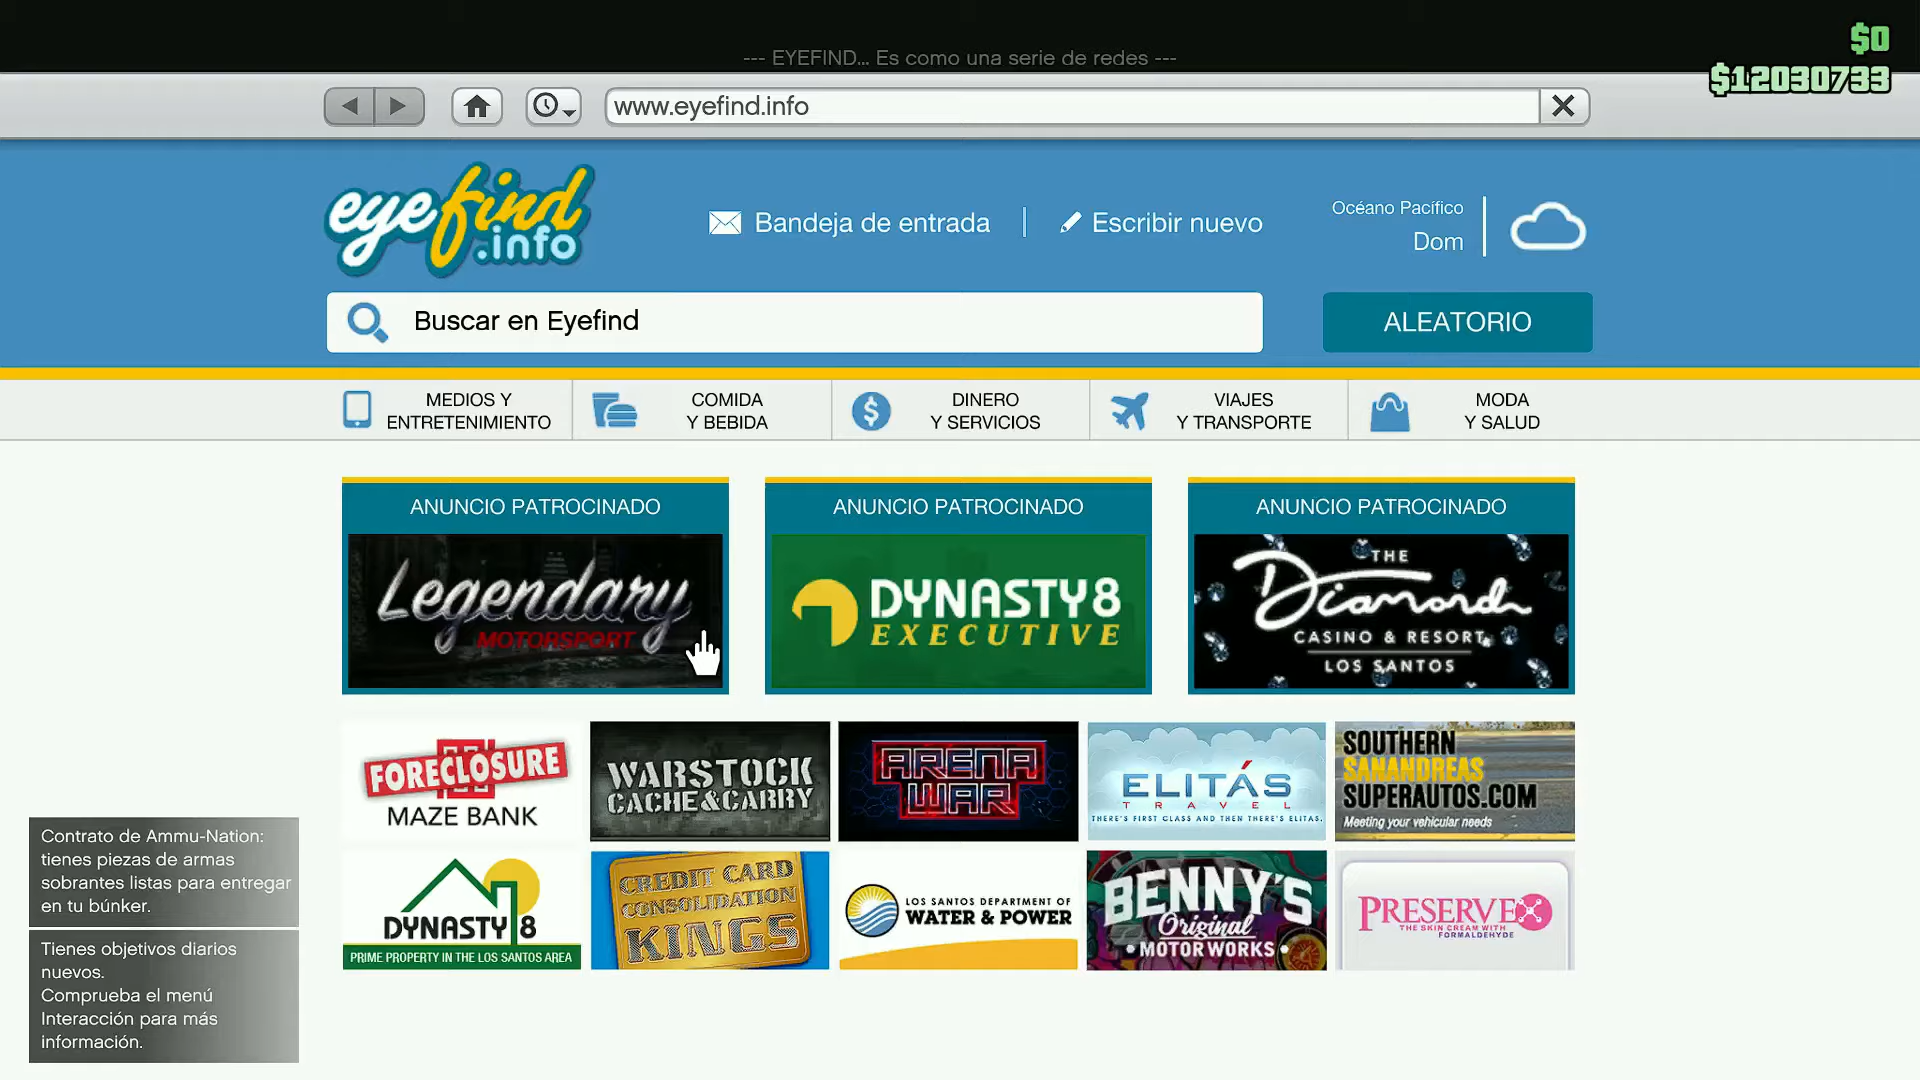 $0
--- EYEFIND... Es como una serie de redes ---
$12030733
www.eyefind.info
eyefind
.info
Bandeja de entrada
Escribir nuevo
Océano Pacífico
Dom
Buscar en Eyefind
ALEATORIO
MEDIOS Y
ENTRETENIMIENTO
COMIDA
Y BEBIDA
DINERO
Y SERVICIOS
VIAJES
Y TRANSPORTE
MODA
Y SALUD
ANUNCIO PATROCINADO
Legendary
MOTORSPORT
ANUNCIO PATROCINADO
DYNASTY8
EXECUTIVE
ANUNCIO PATROCINADO
THE
Diamond
CASINO & RESORT
LOS SANTOS
FORECLOSURE
MAZE BANK
WARSTOCK
CACHE&CARRY
ARENA
WAR
ELITÁS
TRAVEL
THERE'S FIRST CLASS AND THEN THERE'S ELITAS.
SOUTHERN
SANANDREAS
SUPERAUTOS.COM
Meeting your vehicular needs
DYNASTY 8
PRIME PROPERTY IN THE LOS SANTOS AREA
CREDIT CARD
CONSOLIDATION
KINGS
LOS SANTOS DEPARTMENT OF
WATER & POWER
BENNY'S
Original
MOTORWORKS
PRESERVEX
THE SKIN CREAM WITH
FORMALDEHYDE
Contrato de Ammu-Nation:
tienes piezas de armas
sobrantes listas para entregar
en tu búnker.
Tienes objetivos diarios
nuevos.
Comprueba el menú
Interacción para más
información.